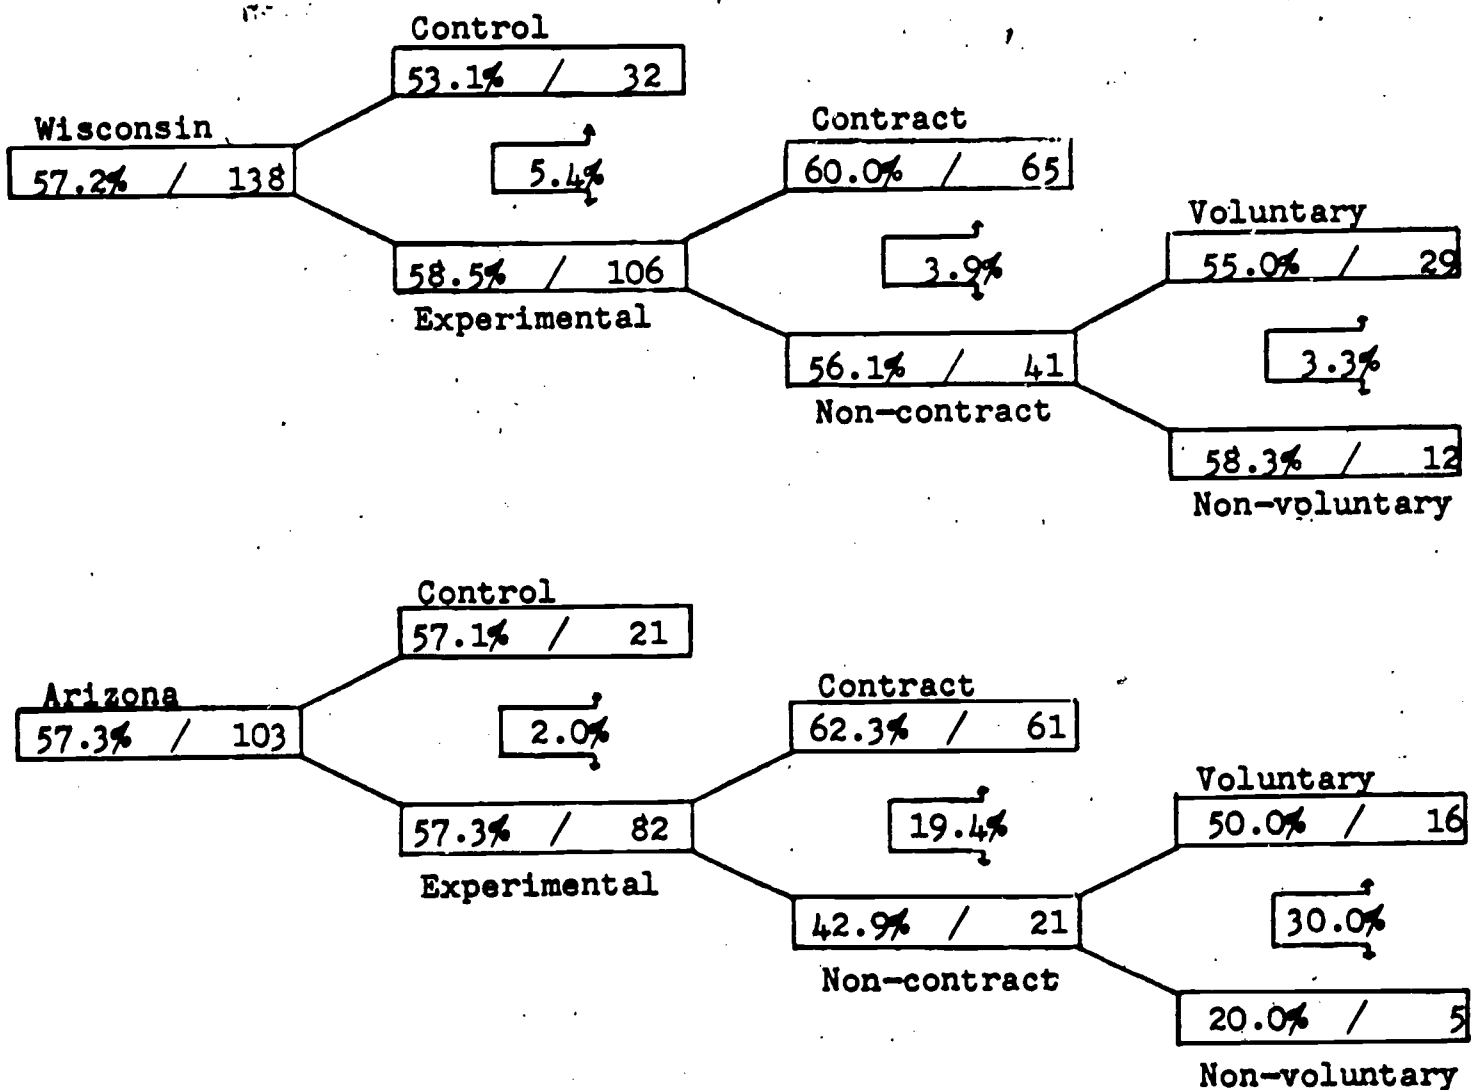 Control
53.1% / 32
Wisconsin
57.2% / 138
5.4%
Contract
60.0% / 65
58.5% / 106
Experimental
3.9%
Voluntary
55.0% / 29
56.1% / 41
Non-contract
3.3%
58.3% / 12
Non-voluntary
Control
57.1% / 21
Arizona
57.3% / 103
2.0%
Contract
62.3% / 61
57.3% / 82
Experimental
19.4%
Voluntary
50.0% / 16
42.9% / 21
Non-contract
30.0%
20.0% / 5
Non-voluntary